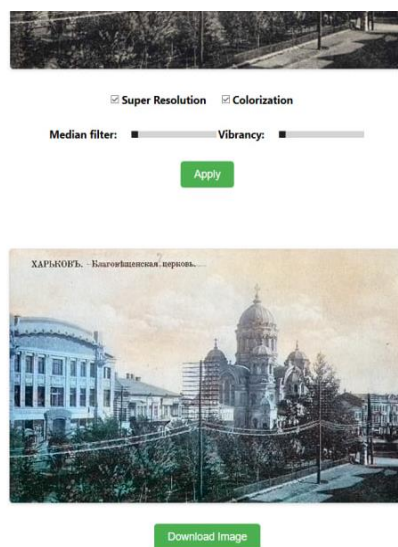 Super Resolution Colorization
Median filter: Vibrancy:
Apply
ХАРЬКОВЪ. - Благовѣщенская церковь.
Download Image